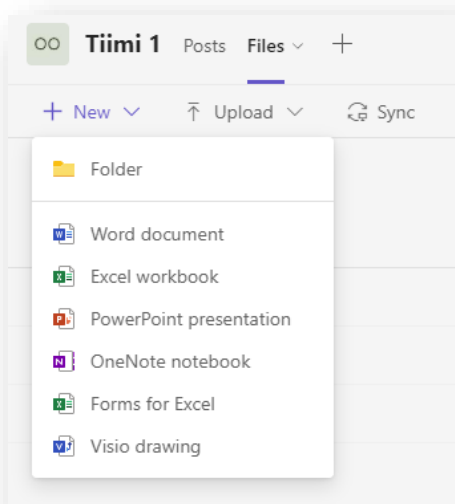 OO Tiimi 1 Posts Files
New Upload Sync
Folder
Word document
Excel workbook
PowerPoint presentation
OneNote notebook
Forms for Excel
Visio drawing